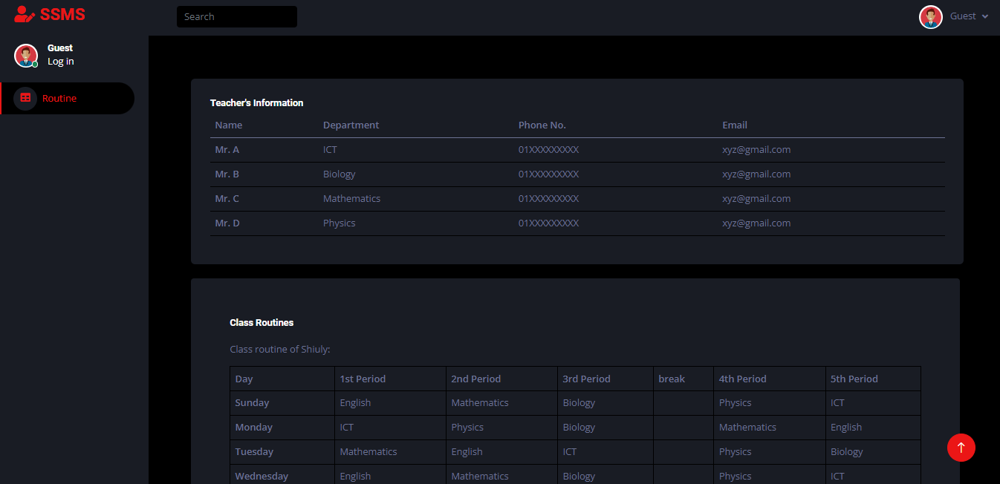 SSMS
Search
Guest
Guest
Log in
Routine
Teacher's Information
Name Department Phone No. Email
Mr. A ICT 01XXXXXXXXX xyz@gmail.com
Mr. B Biology 01XXXXXXXXX xyz@gmail.com
Mr. C Mathematics 01XXXXXXXXX xyz@gmail.com
Mr. D Physics 01XXXXXXXXX xyz@gmail.com
Class Routines
Class routine of Shiuly:
Day 1st Period 2nd Period 3rd Period break 4th Period 5th Period
Sunday English Mathematics Biology Physics ICT
Monday ICT Physics Biology Mathematics English
Tuesday Mathematics English ICT Physics Biology
Wednesday English Mathematics Biology Physics ICT